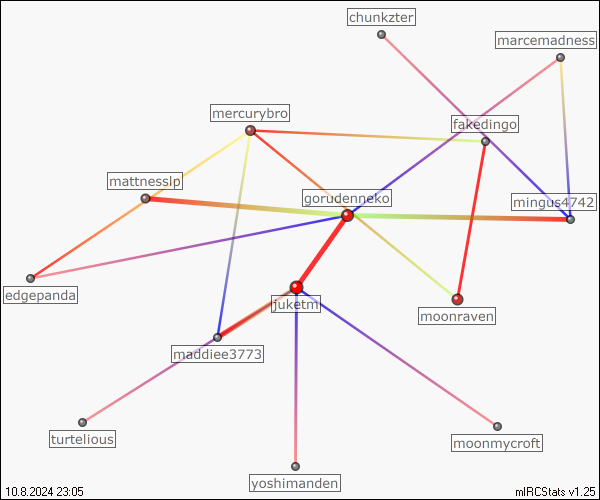 chunkzter
marcemadness
mercurybro
fakedingo
mattnesslp
gorudenneko
mingus4742
edgepanda
juketm
moonraven
maddiee3773
turtelious
moonmycroft
yoshimanden
10.8.2024 23:05
mIRCStats v1.25